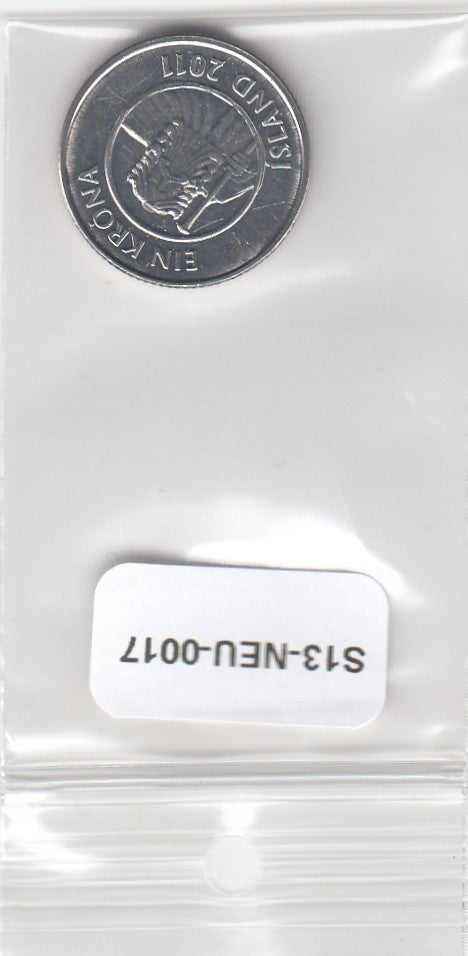 ÍSLAND 2011
EIN KRÓNA
S13-NEU-0017